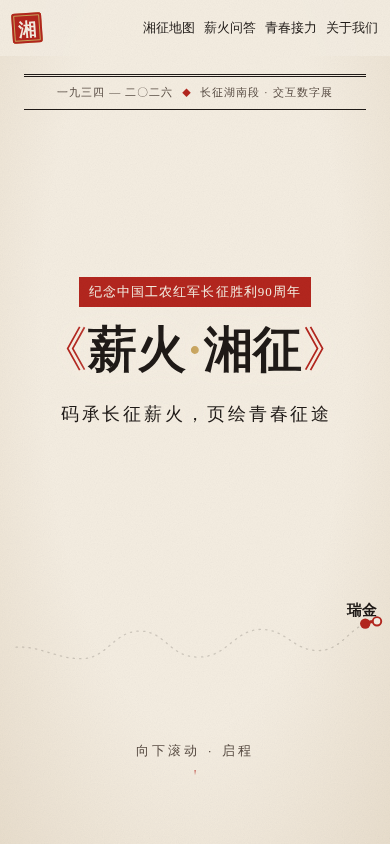 湘
湘征地图 薪火问答 青春接力 关于我们
一九三四 — 二〇二六 ◆ 长征湖南段 · 交互数字展
纪念中国工农红军长征胜利90周年
《薪火·湘征》
码承长征薪火，页绘青春征途
瑞金
向下滚动 · 启程